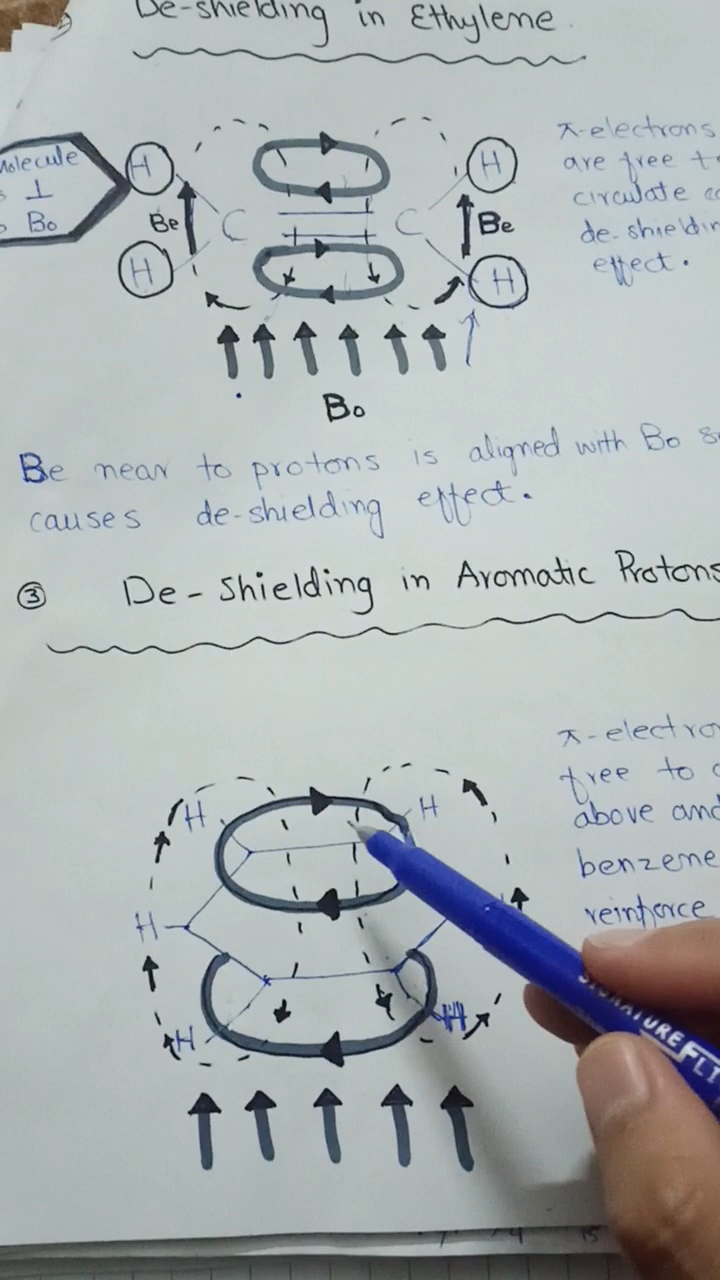 De-shielding in Ethylene.
Molecule
⊥
Bo
H
H
Be
C
C
Be
H
H
π-electrons
are free
circulate
de-shieldin
effect.
Bo
Be near to protons is aligned with Bo
causes de-shielding effect.
③ De-shielding in Aromatic Protons
π-electro
free to
above and
benzene
reinforce
H
H
H
H
H
SIGNATURE FLI